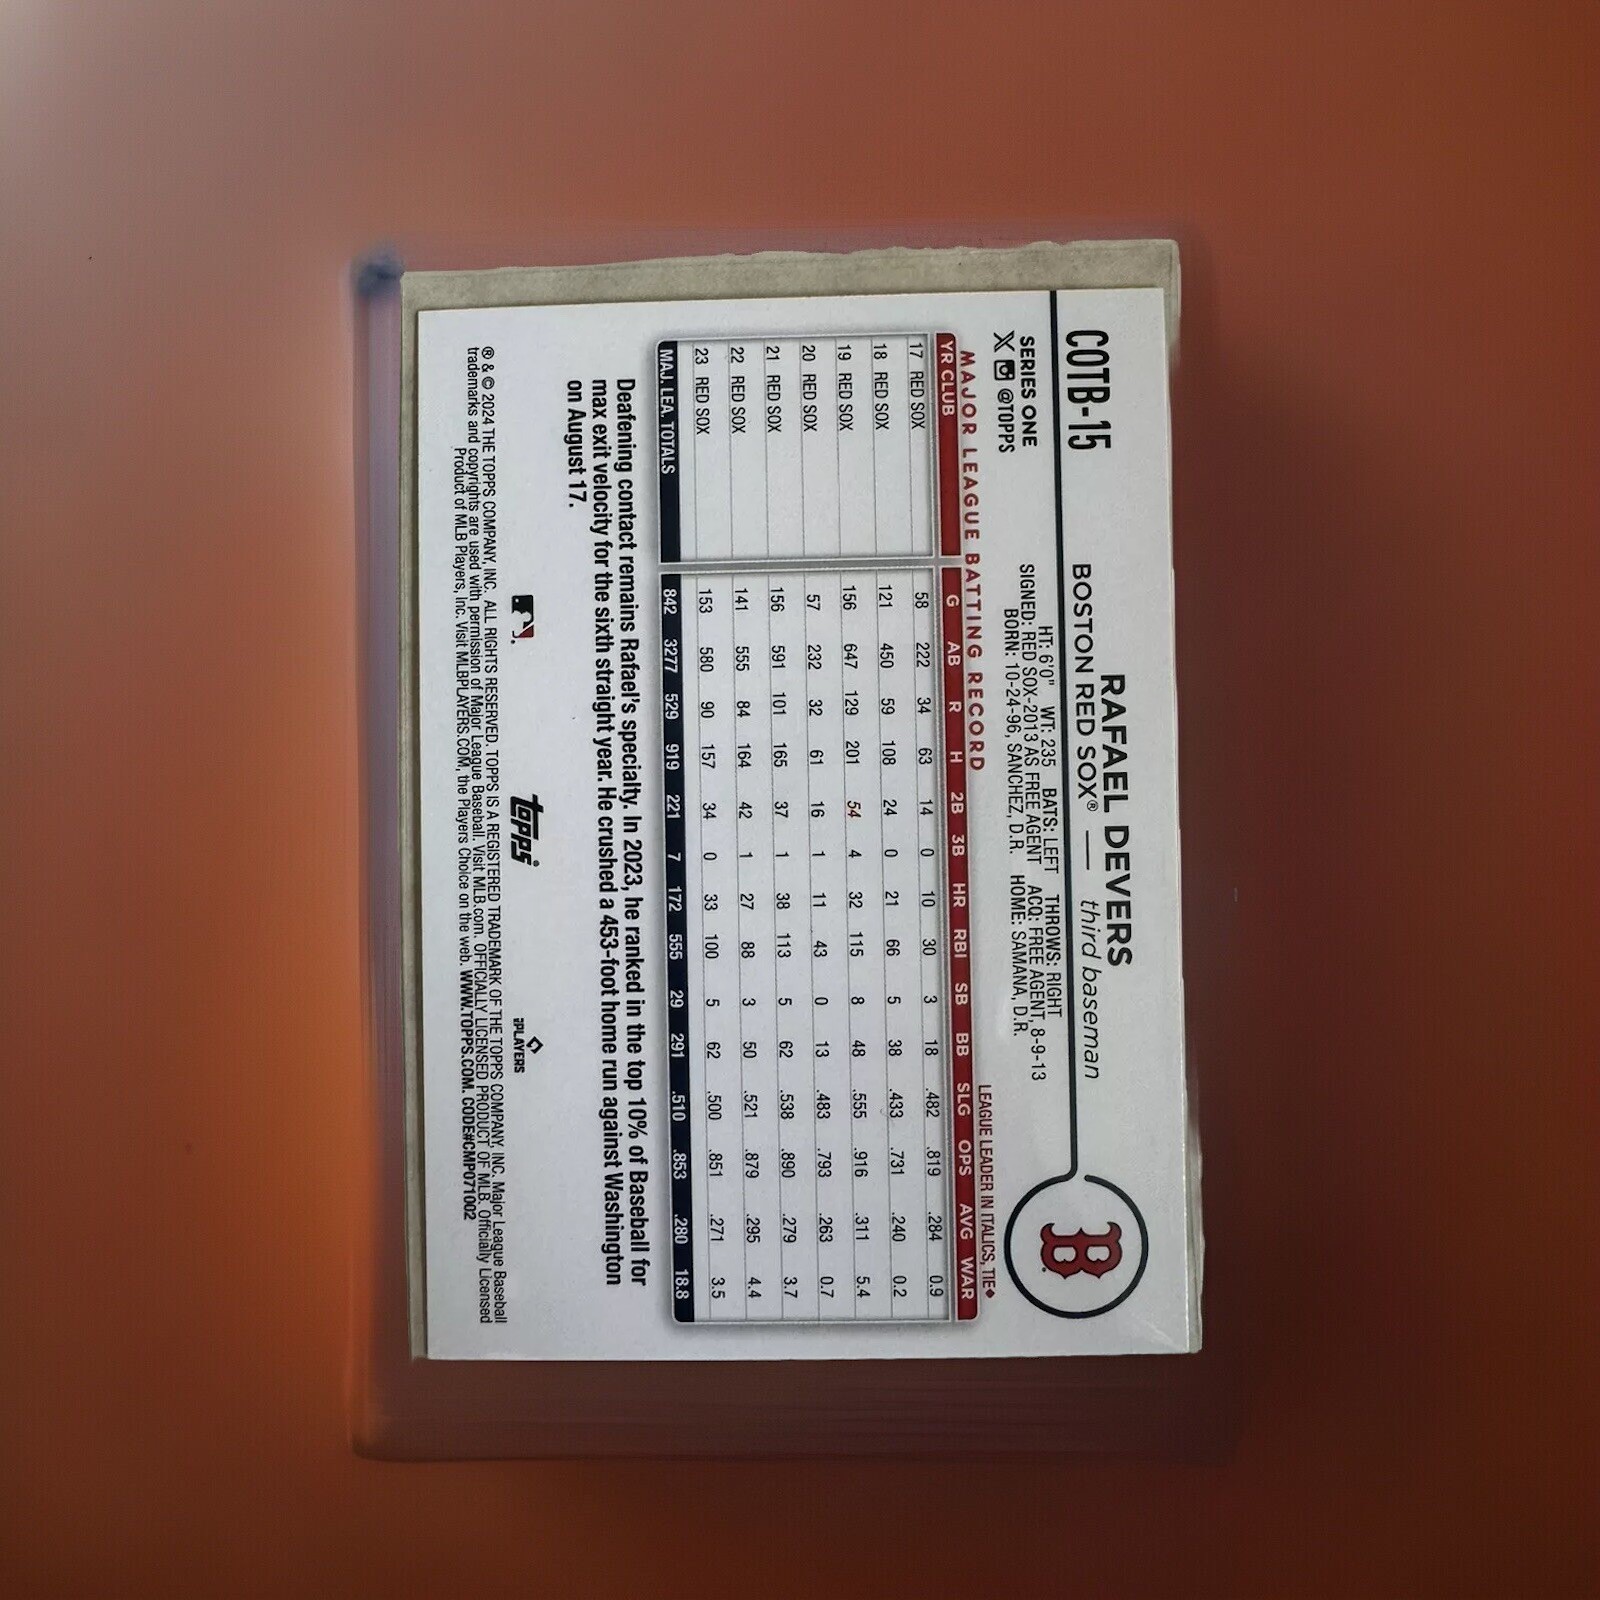 COTB-15
RAFAEL DEVERS
BOSTON RED SOX® — third baseman
SERIES ONE
@TOPPS
HT: 6'0" WT: 235 BATS: LEFT THROWS: RIGHT
SIGNED: RED SOX-2013 AS FREE AGENT ACQ: FREE AGENT, 8-9-13
BORN: 10-24-96, SANCHEZ, D.R. HOME: SAMANA, D.R.
B
MAJOR LEAGUE BATTING RECORD
LEAGUE LEADER IN ITALICS, TIE♦
YR CLUB G AB R H 2B 3B HR RBI SB BB SLG OPS AVG WAR
17 RED SOX 58 222 34 63 14 0 10 30 3 18 .482 .819 .284 0.9
18 RED SOX 121 450 59 108 24 0 21 66 5 38 .433 .731 .240 0.2
19 RED SOX 156 647 129 201 54 4 32 115 8 48 .555 .916 .311 5.4
20 RED SOX 57 232 32 61 16 1 11 43 0 13 .483 .793 .263 0.7
21 RED SOX 156 591 101 165 37 1 38 113 5 62 .538 .890 .279 3.7
22 RED SOX 141 555 84 164 42 1 27 88 3 50 .521 .879 .295 4.4
23 RED SOX 153 580 90 157 34 0 33 100 5 62 .500 .851 .271 3.5
MAJ. LEA. TOTALS 842 3277 529 919 221 7 172 555 29 291 .510 .853 .280 18.8
Deafening contact remains Rafael's specialty. In 2023, he ranked in the top 10% of Baseball for
max exit velocity for the sixth straight year. He crushed a 453-foot home run against Washington
on August 17.
topps®
PLAYERS
® & © 2024 THE TOPPS COMPANY, INC. ALL RIGHTS RESERVED. TOPPS IS A REGISTERED TRADEMARK OF THE TOPPS COMPANY, INC. Major League Baseball
trademarks and copyrights are used with permission of Major League Baseball. Visit MLB.com. OFFICIALLY LICENSED PRODUCT OF MLB. Officially Licensed
Product of MLB Players, Inc. Visit MLBPLAYERS.COM, the Players Choice on the web. WWW.TOPPS.COM. CODE#CMP071002